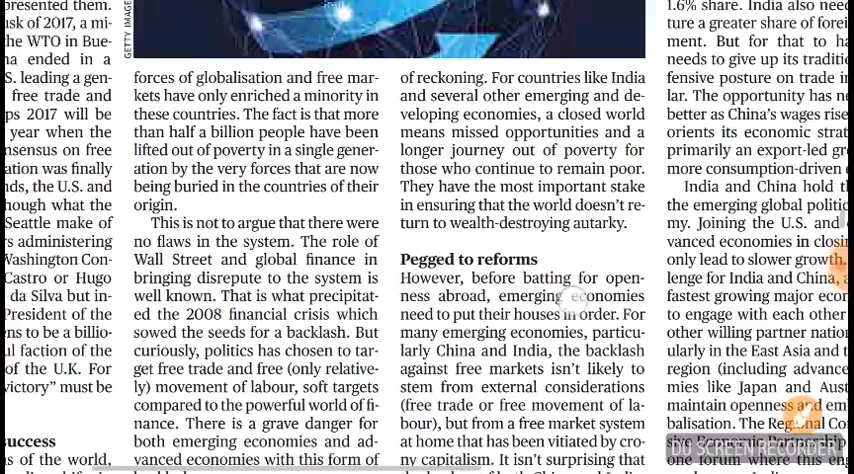 presented them.
usk of 2017, a mi-
the WTO in Bue-
ended in a
S. leading a gen-
free trade and
ps 2017 will be
year when the
nsensus on free
ation was finally
nds, the U.S. and
hough what the
Seattle make of
rs administering
Washington Con-
Castro or Hugo
da Silva but in-
President of the
ens to be a billio-
ul faction of the
of the U.K. For
victory” must be
success
s of the world,
GETTY IMAGE
forces of globalisation and free mar-
kets have only enriched a minority in
these countries. The fact is that more
than half a billion people have been
lifted out of poverty in a single gener-
ation by the very forces that are now
being buried in the countries of their
origin.
This is not to argue that there were
no flaws in the system. The role of
Wall Street and global finance in
bringing disrepute to the system is
well known. That is what precipitat-
ed the 2008 financial crisis which
sowed the seeds for a backlash. But
curiously, politics has chosen to tar-
get free trade and free (only relative-
ly) movement of labour, soft targets
compared to the powerful world of fi-
nance. There is a grave danger for
both emerging economies and ad-
vanced economies with this form of
of reckoning. For countries like India
and several other emerging and de-
veloping economies, a closed world
means missed opportunities and a
longer journey out of poverty for
those who continue to remain poor.
They have the most important stake
in ensuring that the world doesn’t re-
turn to wealth-destroying autarky.
Pegged to reforms
However, before batting for open-
ness abroad, emerging economies
need to put their houses in order. For
many emerging economies, particu-
larly China and India, the backlash
against free markets isn’t likely to
stem from external considerations
(free trade or free movement of la-
bour), but from a free market system
at home that has been vitiated by cro-
ny capitalism. It isn’t surprising that
1.6% share. India also need
ture a greater share of forei
ment. But for that to ha
needs to give up its traditi
fensive posture on trade in
lar. The opportunity has ne
better as China’s wages rise
orients its economic strat
primarily an export-led gr
more consumption-driven
India and China hold t
the emerging global politic
my. Joining the U.S. and
vanced economies in closin
only lead to slower growth.
lenge for India and China, a
fastest growing major econ
to engage with each other
other willing partner nation
ularly in the East Asia and
region (including advance
mies like Japan and Aust
maintain openness and em
balisation. The Regional Co
sive Economic Partnership
one forum where this eng
DU SCREEN RECORDER